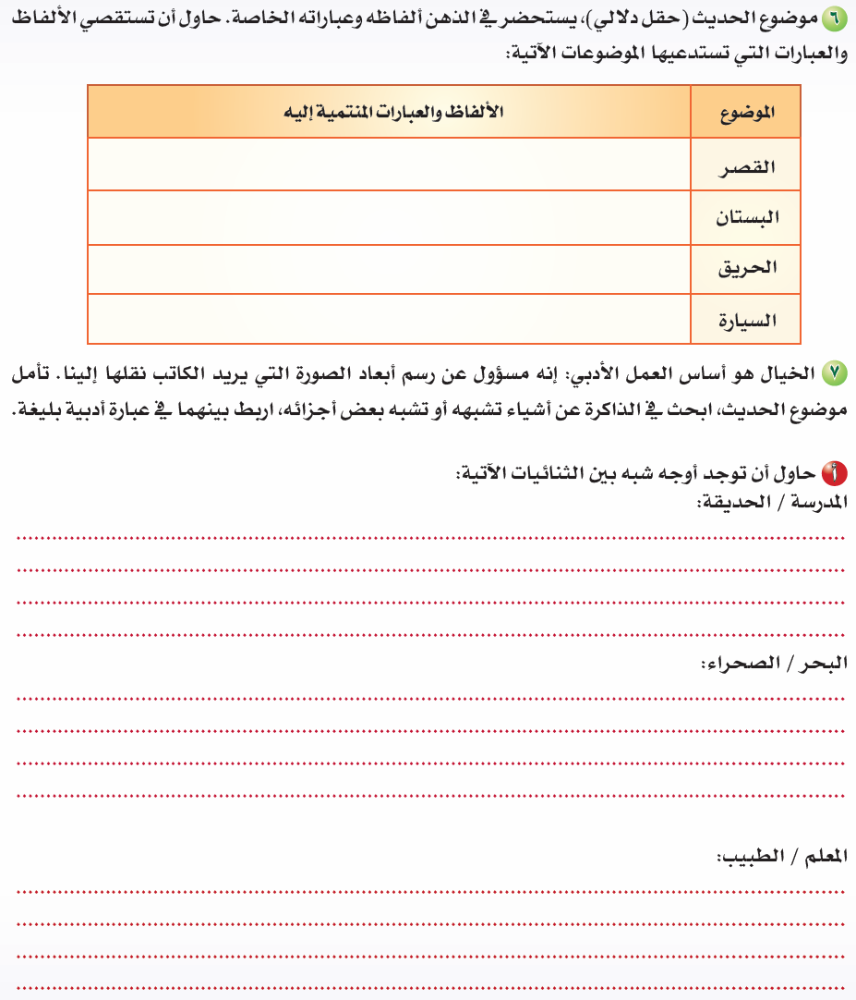 ٦ موضوع الحديث (حقل دلالي)، يستحضر في الذهن ألفاظه وعباراته الخاصة. حاول أن تستقصي الألفاظ
والعبارات التي تستدعيها الموضوعات الآتية:
الموضوع الألفاظ والعبارات المنتمية إليه
القصر
البستان
الحريق
السيارة
٧ الخيال هو أساس العمل الأدبي: إنه مسؤول عن رسم أبعاد الصورة التي يريد الكاتب نقلها إلينا. تأمل
موضوع الحديث، ابحث في الذاكرة عن أشياء تشبهه أو تشبه بعض أجزائه، اربط بينهما في عبارة أدبية بليغة.
أ حاول أن توجد أوجه شبه بين الثنائيات الآتية:
المدرسة / الحديقة:
البحر / الصحراء:
المعلم / الطبيب: